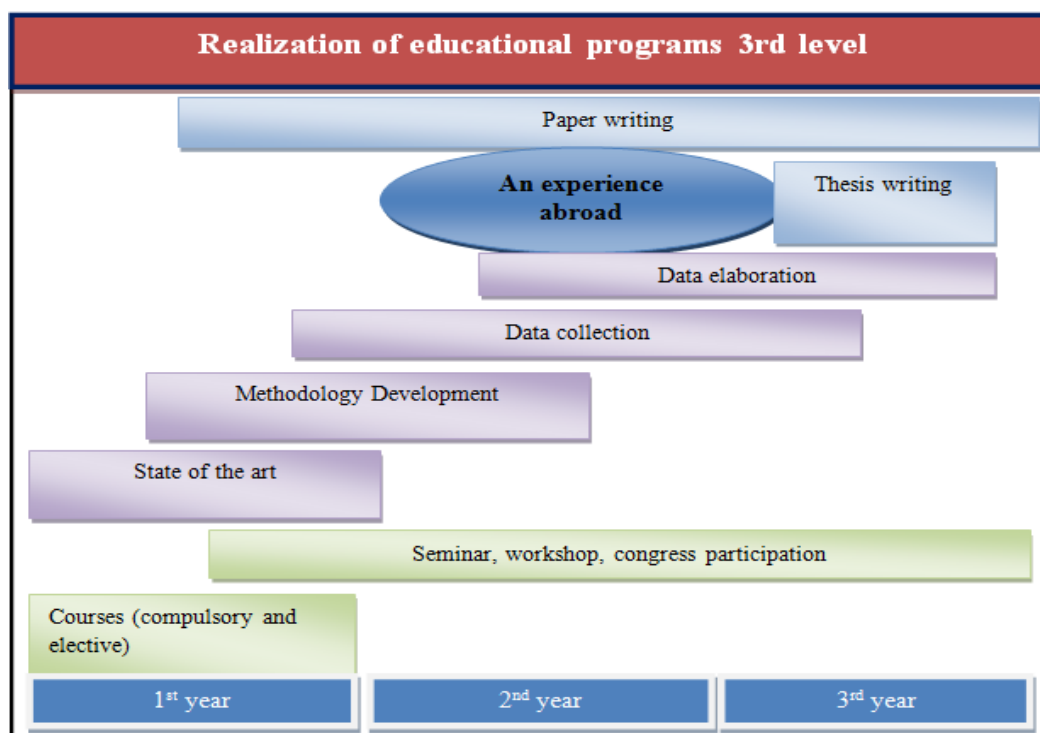 Realization of educational programs 3rd level
Paper writing
An experience
abroad
Thesis writing
Data elaboration
Data collection
Methodology Development
State of the art
Seminar, workshop, congress participation
Courses (compulsory and
elective)
1st year
2nd year
3rd year